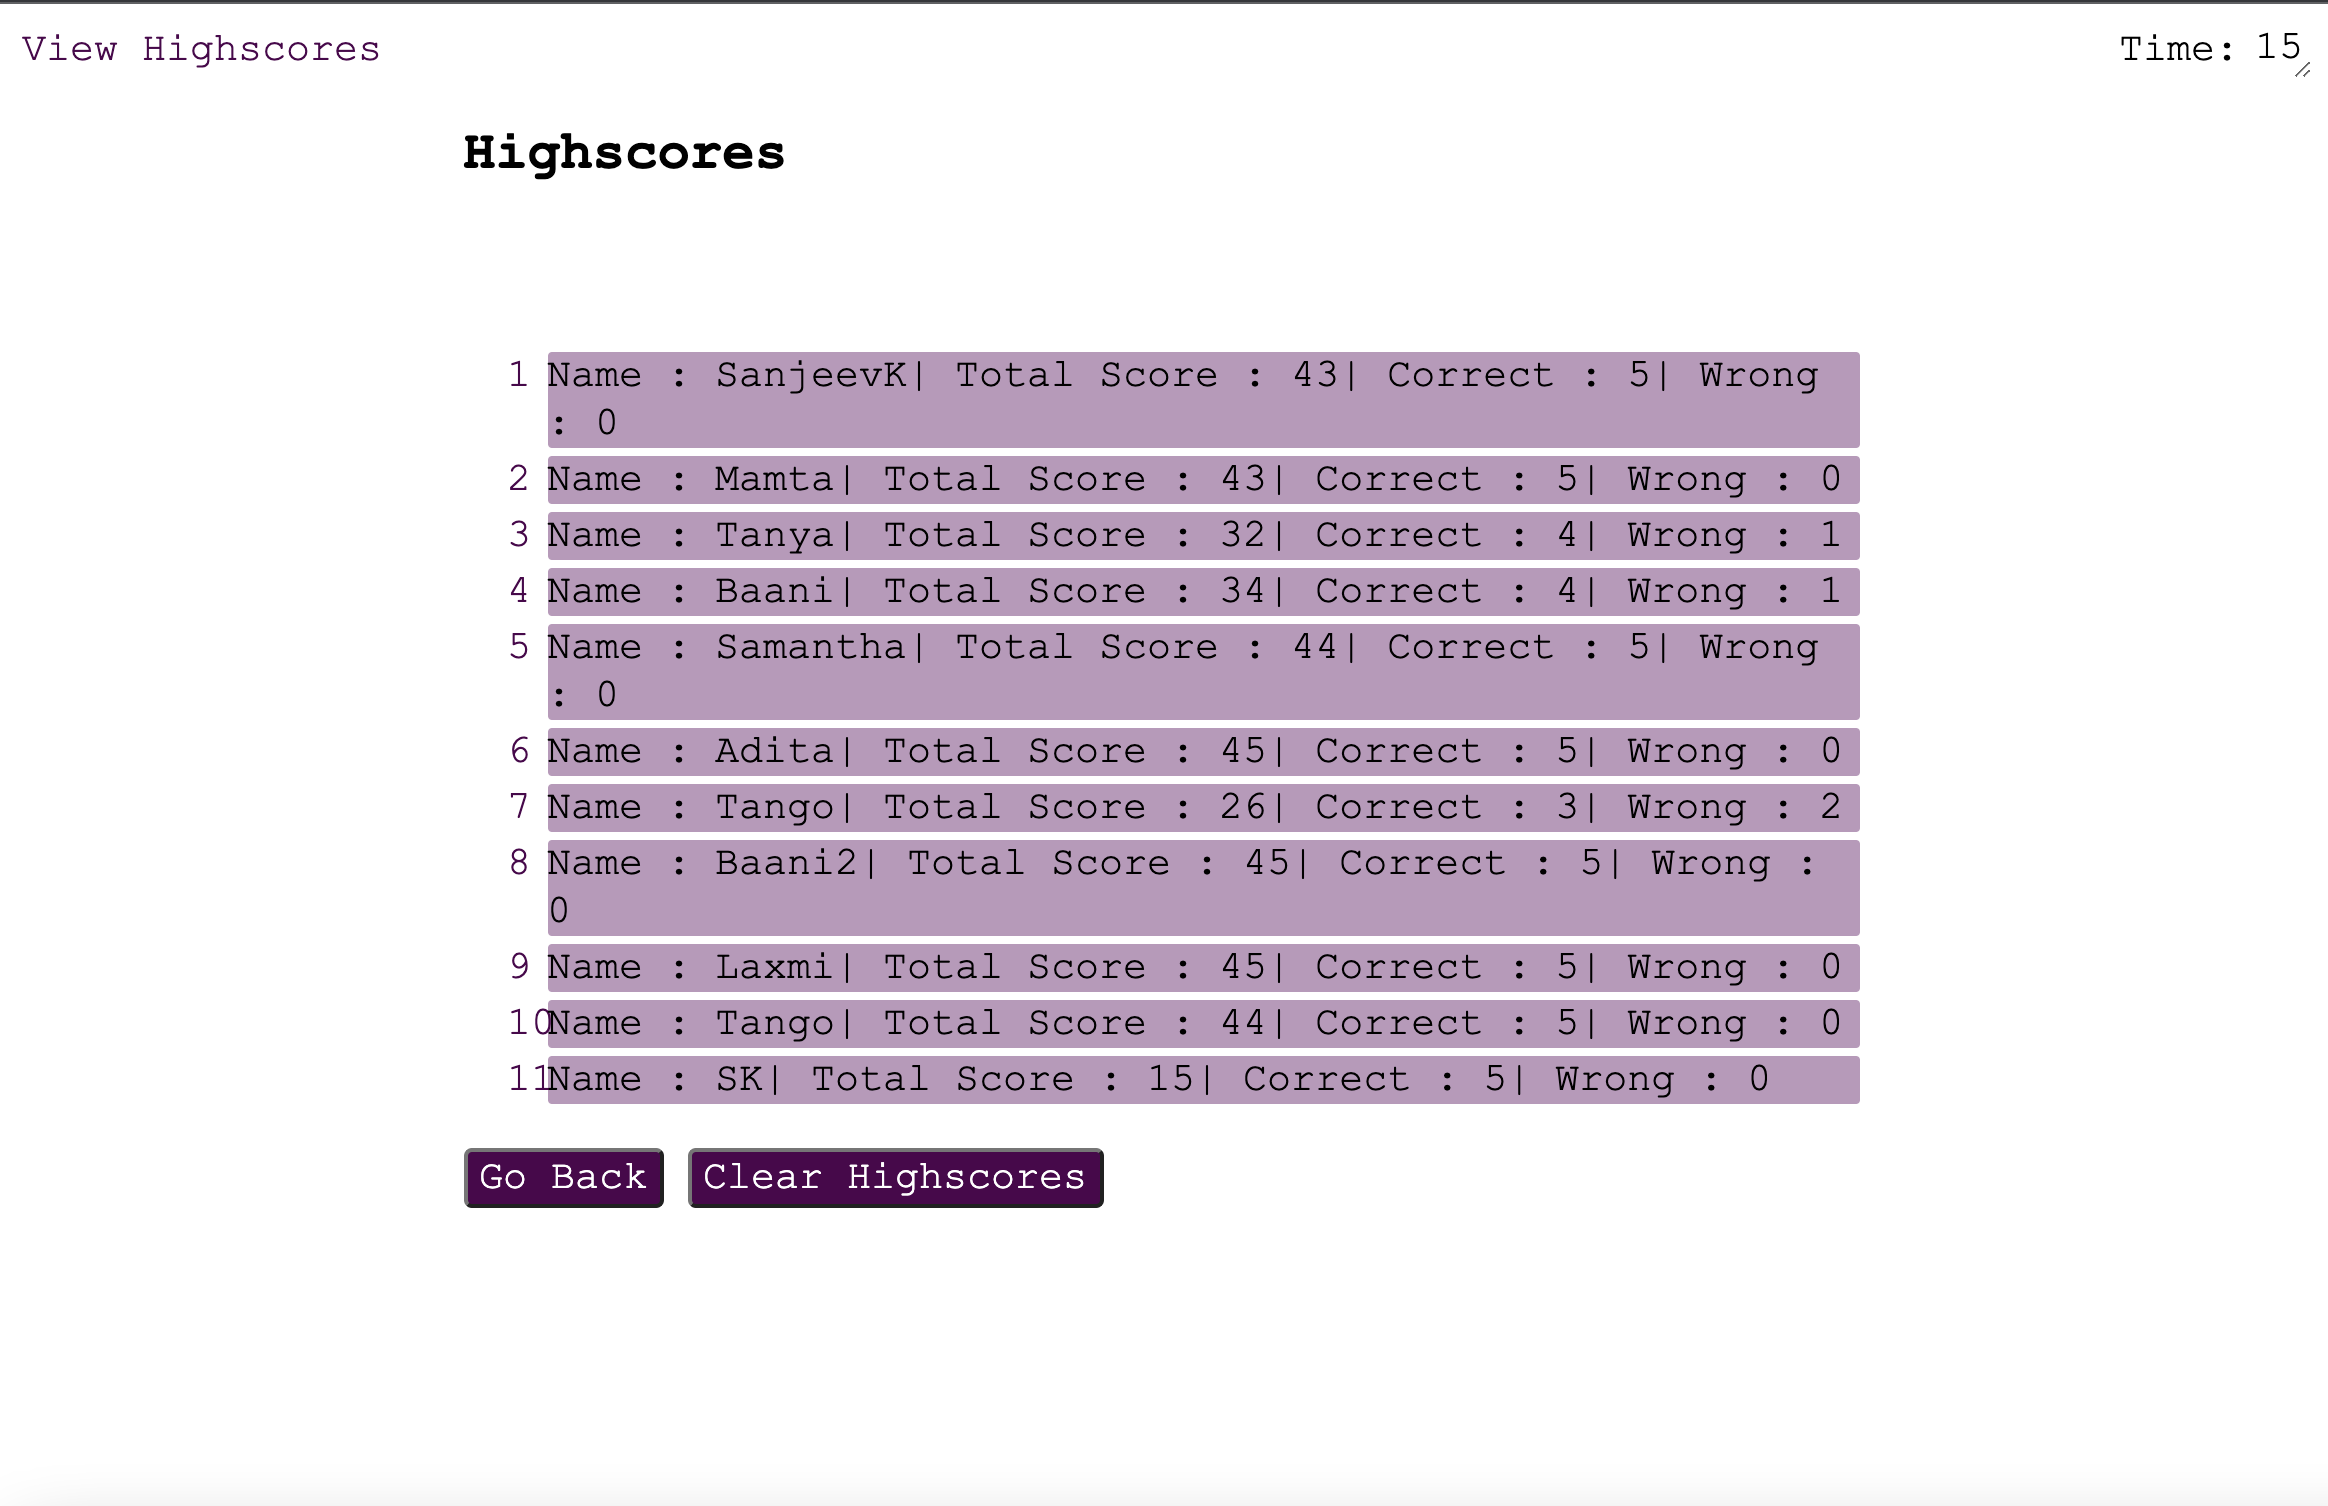 View Highscores
Time: 15
Highscores
1 Name : SanjeevK| Total Score : 43| Correct : 5| Wrong
: 0
2 Name : Mamta| Total Score : 43| Correct : 5| Wrong : 0
3 Name : Tanya| Total Score : 32| Correct : 4| Wrong : 1
4 Name : Baani| Total Score : 34| Correct : 4| Wrong : 1
5 Name : Samantha| Total Score : 44| Correct : 5| Wrong
: 0
6 Name : Adita| Total Score : 45| Correct : 5| Wrong : 0
7 Name : Tango| Total Score : 26| Correct : 3| Wrong : 2
8 Name : Baani2| Total Score : 45| Correct : 5| Wrong :
0
9 Name : Laxmi| Total Score : 45| Correct : 5| Wrong : 0
10 Name : Tango| Total Score : 44| Correct : 5| Wrong : 0
11 Name : SK| Total Score : 15| Correct : 5| Wrong : 0
Go Back Clear Highscores